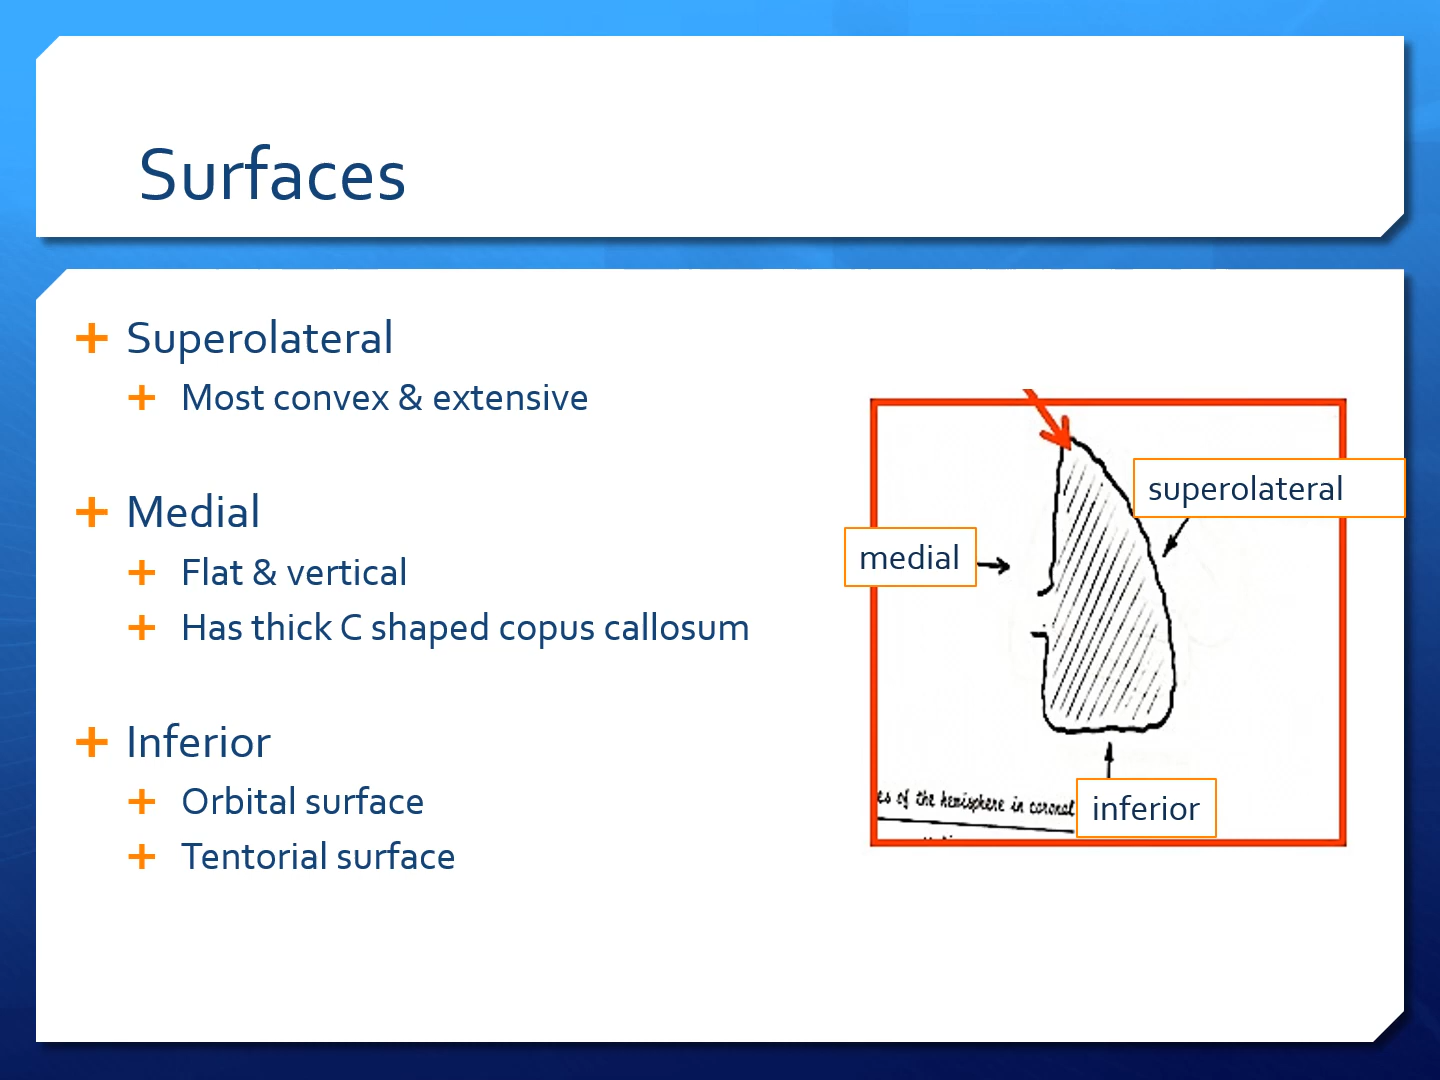 Surfaces
Superolateral
Most convex & extensive
Medial
Flat & vertical
Has thick C shaped copus callosum
Inferior
Orbital surface
Tentorial surface
superolateral
medial
inferior
es of the hemisphere in coronal